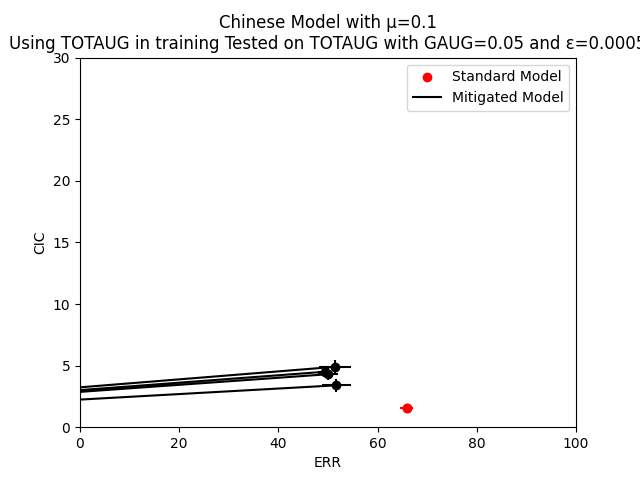 Chinese Model with μ=0.1
Using TOTAUG in training Tested on TOTAUG with GAUG=0.05 and ε=0.0005
30
25
20
15
10
5
0
CIC
Standard Model
Mitigated Model
0 20 40 60 80 100
ERR